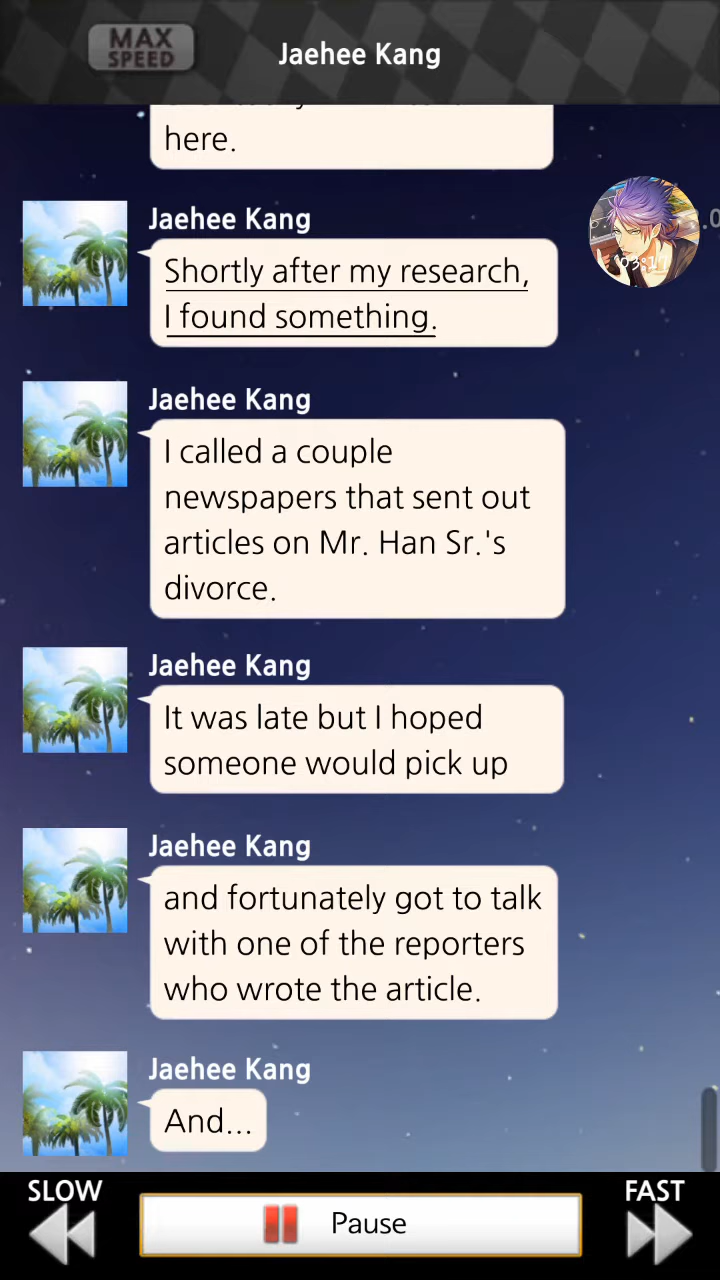 MAX
SPEED
Jaehee Kang
here.
Jaehee Kang
03:17
.0
Shortly after my research,
I found something.
Jaehee Kang
I called a couple
newspapers that sent out
articles on Mr. Han Sr.'s
divorce.
Jaehee Kang
It was late but I hoped
someone would pick up
Jaehee Kang
and fortunately got to talk
with one of the reporters
who wrote the article.
Jaehee Kang
And...
SLOW
FAST
Pause